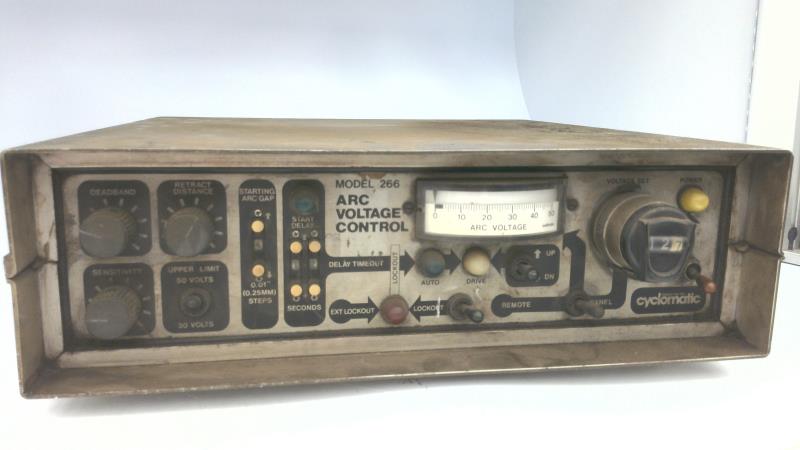 DEADBAND
RETRACT
DISTANCE
STARTING
ARC GAP
START
DELAY
MODEL 266
ARC
VOLTAGE
CONTROL
0 10 20 30 40 50
ARC VOLTAGE
VOLTAGE SET
POWER
SENSITIVITY
UPPER LIMIT
50 VOLTS
30 VOLTS
0.01"
(0.25MM)
STEPS
SECONDS
DELAY TIMEOUT
LOCKOUT
AUTO
DRIVE
UP
DN
EXT LOCKOUT
LOCKOUT
REMOTE
PANEL
cyclomatic